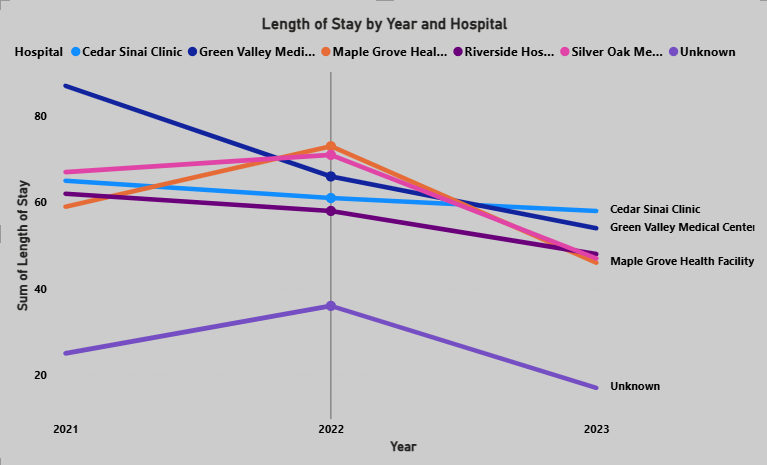 Length of Stay by Year and Hospital
Hospital Cedar Sinai Clinic Green Valley Medi... Maple Grove Heal... Riverside Hos... Silver Oak Me... Unknown
80
60
40
20
Sum of Length of Stay
Cedar Sinai Clinic
Green Valley Medical Center
Maple Grove Health Facility
Unknown
2021 2022 2023
Year